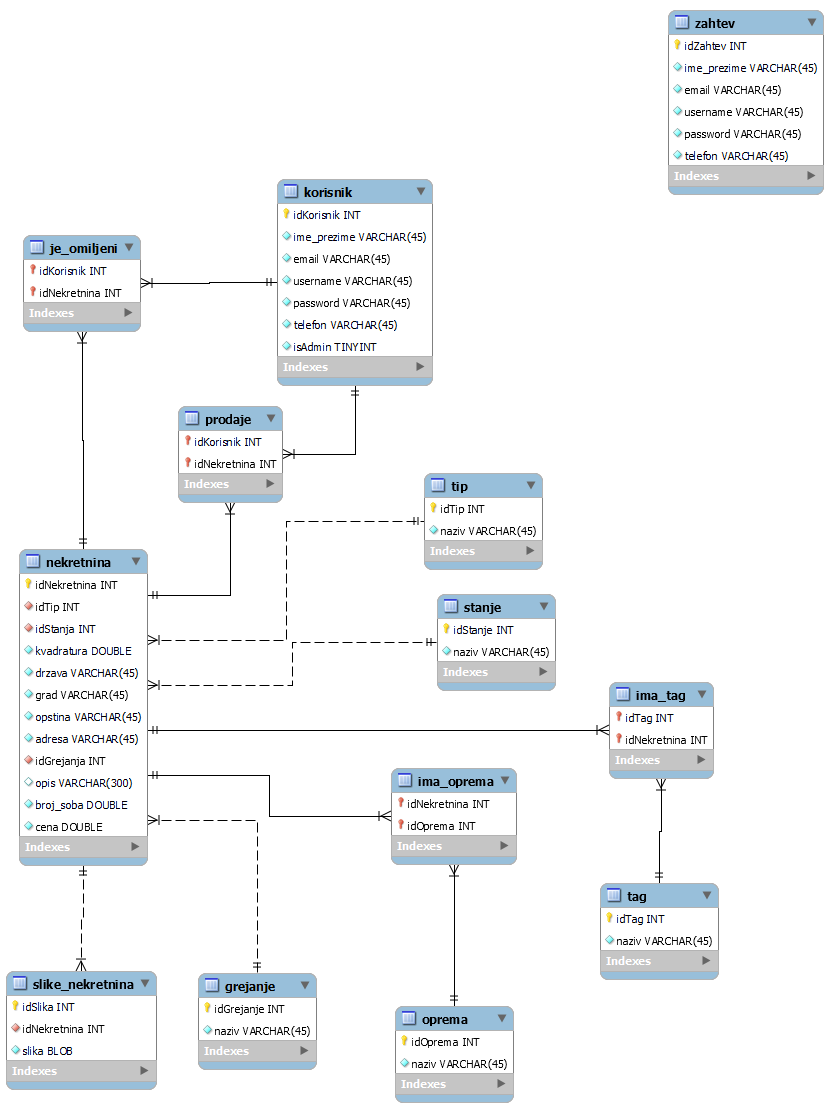 zahtev
idZahtev INT
ime_prezime VARCHAR(45)
email VARCHAR(45)
username VARCHAR(45)
password VARCHAR(45)
telefon VARCHAR(45)
Indexes
korisnik
idKorisnik INT
ime_prezime VARCHAR(45)
email VARCHAR(45)
username VARCHAR(45)
password VARCHAR(45)
telefon VARCHAR(45)
isAdmin TINYINT
Indexes
je_omiljeni
idKorisnik INT
idNekretnina INT
Indexes
prodaje
idKorisnik INT
idNekretnina INT
Indexes
tip
idTip INT
naziv VARCHAR(45)
Indexes
nekretnina
idNekretnina INT
idTip INT
idStanja INT
kvadratura DOUBLE
drzava VARCHAR(45)
grad VARCHAR(45)
opstina VARCHAR(45)
adresa VARCHAR(45)
idGrejanja INT
opis VARCHAR(300)
broj_soba DOUBLE
cena DOUBLE
Indexes
stanje
idStanje INT
naziv VARCHAR(45)
Indexes
ima_tag
idTag INT
idNekretnina INT
Indexes
ima_oprema
idNekretnina INT
idOprema INT
Indexes
tag
idTag INT
naziv VARCHAR(45)
Indexes
slike_nekretnina
idSlika INT
idNekretnina INT
slika BLOB
Indexes
grejanje
idGrejanje INT
naziv VARCHAR(45)
Indexes
oprema
idOprema INT
naziv VARCHAR(45)
Indexes